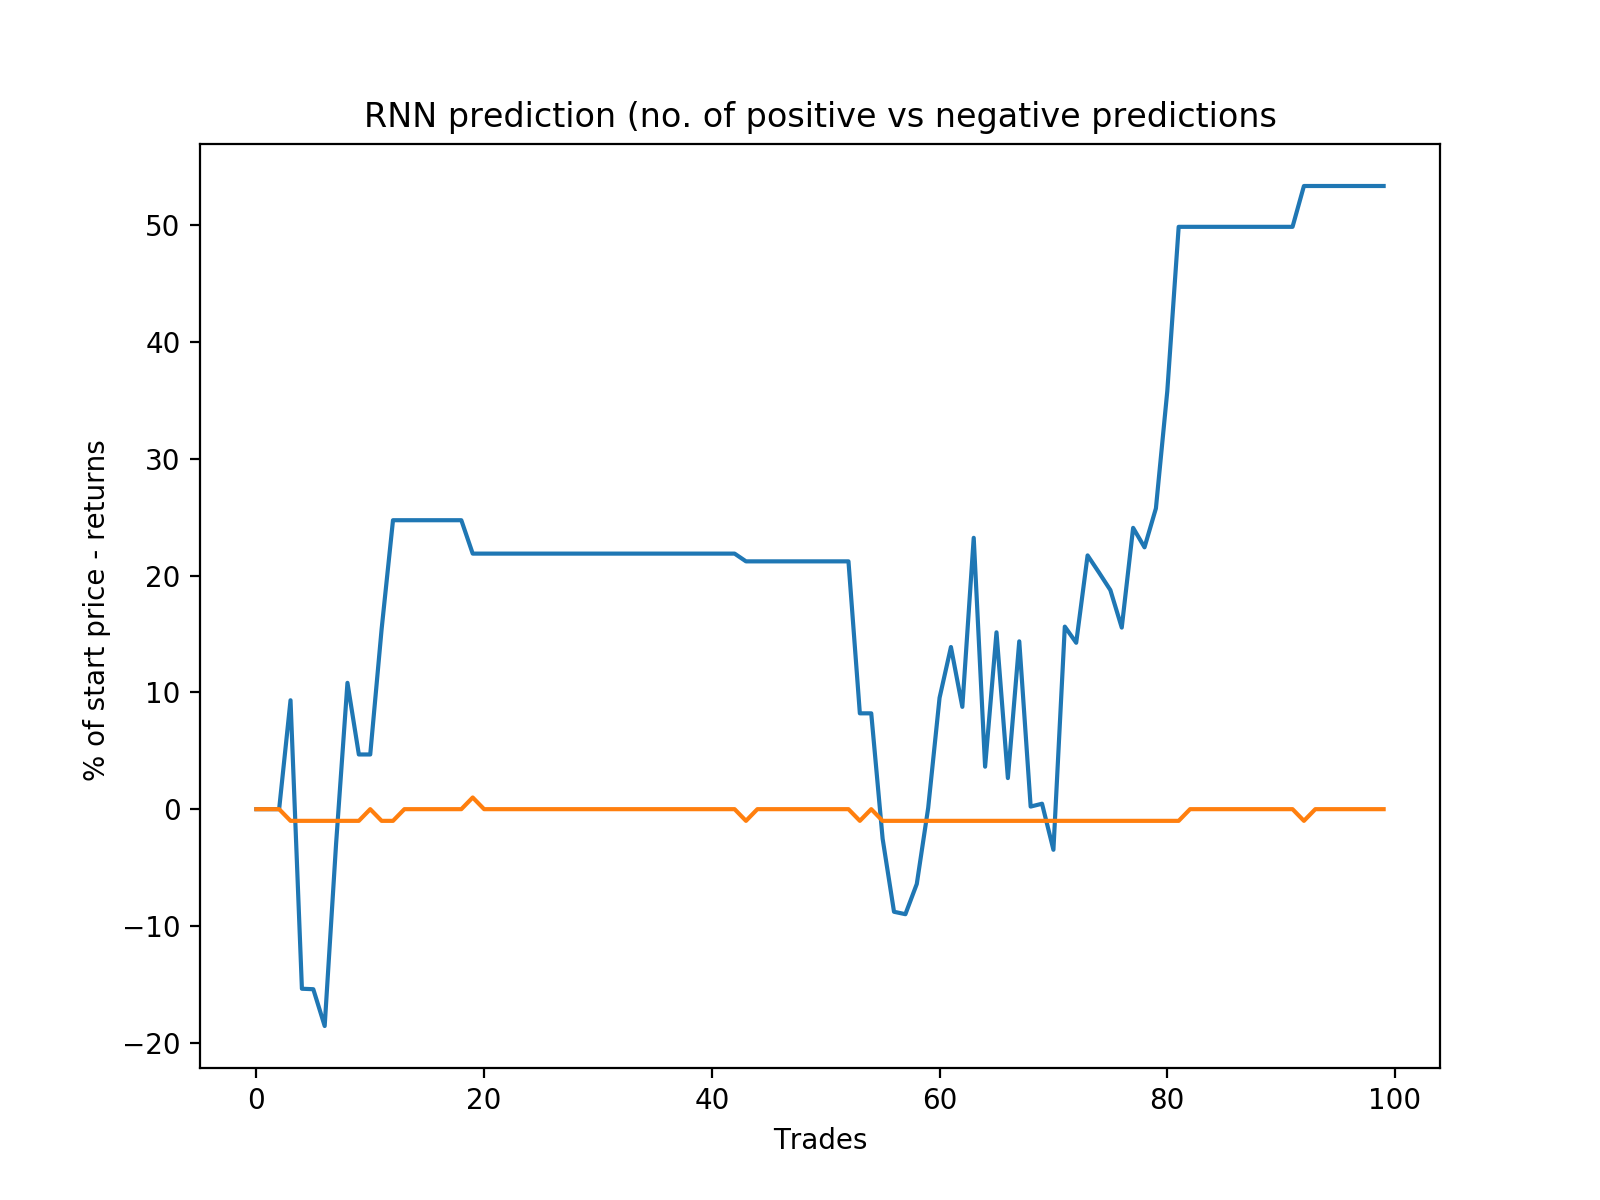 RNN prediction (no. of positive vs negative predictions
% of start price - returns
50
40
30
20
10
0
−10
−20
0 20 40 60 80 100
Trades